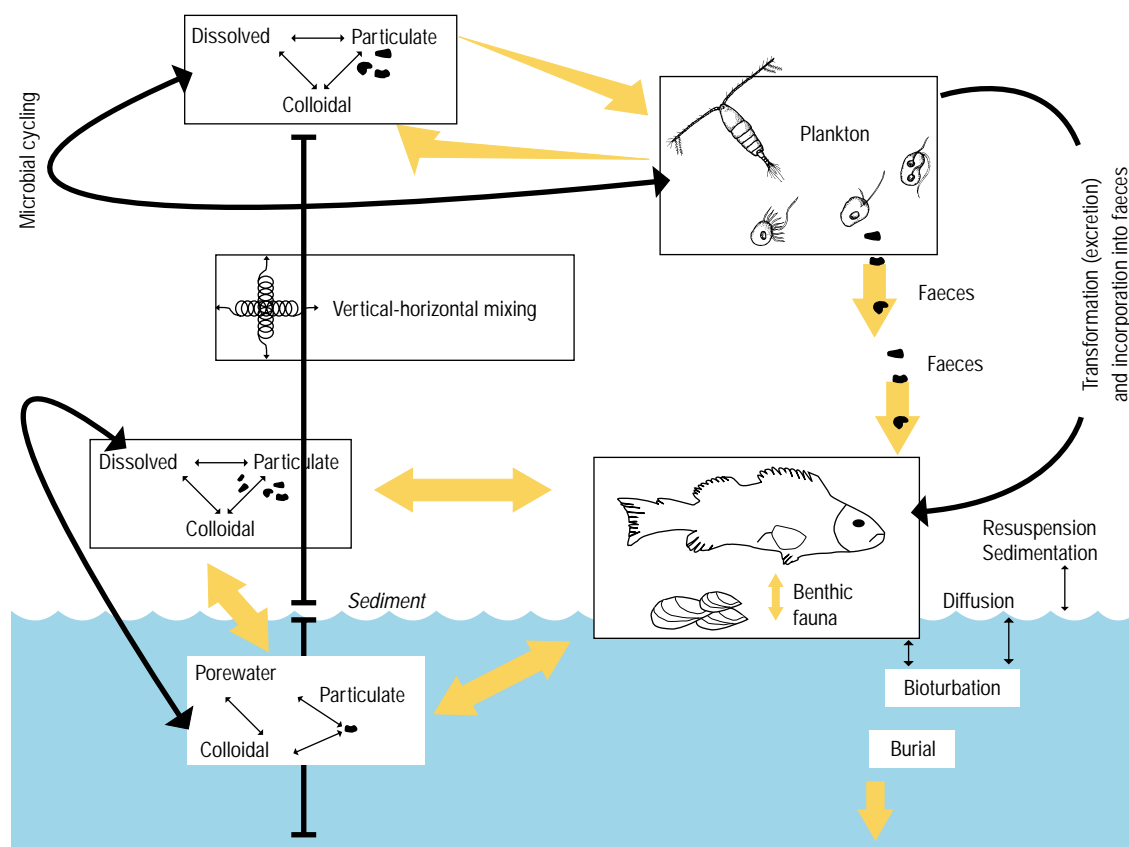 Dissolved
Particulate
Colloidal
Microbial cycling
Plankton
Transformation (excretion)
and incorporation into faeces
Vertical-horizontal mixing
Faeces
Faeces
Dissolved
Particulate
Colloidal
Resuspension
Sedimentation
Sediment
Benthic
fauna
Diffusion
Porewater
Particulate
Colloidal
Bioturbation
Burial